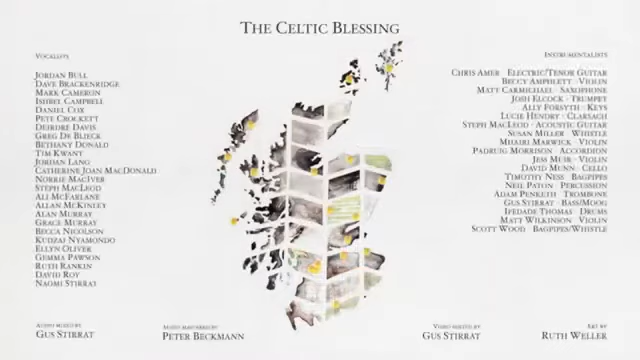 THE CELTIC BLESSING
VOCALISTS
JORDAN BULL
DAVE BRACKENRIDGE
MARK CAMERON
ISOBEL CAMPBELL
DANIEL COX
PETE CROCKETT
DEIRDRE DAVIS
GREG DE BLIECK
BETHANY DONALD
TIM KWANT
JORDAN LANG
CATHERINE JOAN MACDONALD
NORRIE MACIVER
STEPH MACLEOD
ALI MCFARLANE
ALLAN MCKINLEY
ALAN MURRAY
GRACE MURRAY
BECCA NICOLSON
KUDZAI NYAMONDO
ELLYN OLIVER
GEMMA PAWSON
RUTH RANKIN
DAVID ROY
NAOMI STIRRAT
INSTRUMENTALISTS
CHRIS AMER · ELECTRIC/TENOR GUITAR
BECCY AMPHLETT · VIOLIN
MATT CARMICHAEL · SAXOPHONE
JOSH ELCOCK · TRUMPET
ALLY FORSYTH · KEYS
LUCIE HENDRY · CLARSACH
STEPH MACLEOD · ACOUSTIC GUITAR
SUSAN MILLER · WHISTLE
MHAIRI MARWICK · VIOLIN
PADRUIG MORRISON · ACCORDION
JESS MUIR · VIOLIN
DAVID MUNN · CELLO
TIMOTHY NESS · BAGPIPES
NEIL PATON · PERCUSSION
ADAM PENKETH · TROMBONE
GUS STIRRAT · BASS/MOOG
IFEDADE THOMAS · DRUMS
MATT WILKINSON · VIOLIN
SCOTT WOOD · BAGPIPES/WHISTLE
AUDIO MIXED BY
GUS STIRRAT
AUDIO MASTERED BY
PETER BECKMANN
VIDEO EDITED BY
GUS STIRRAT
ART BY
RUTH WELLER